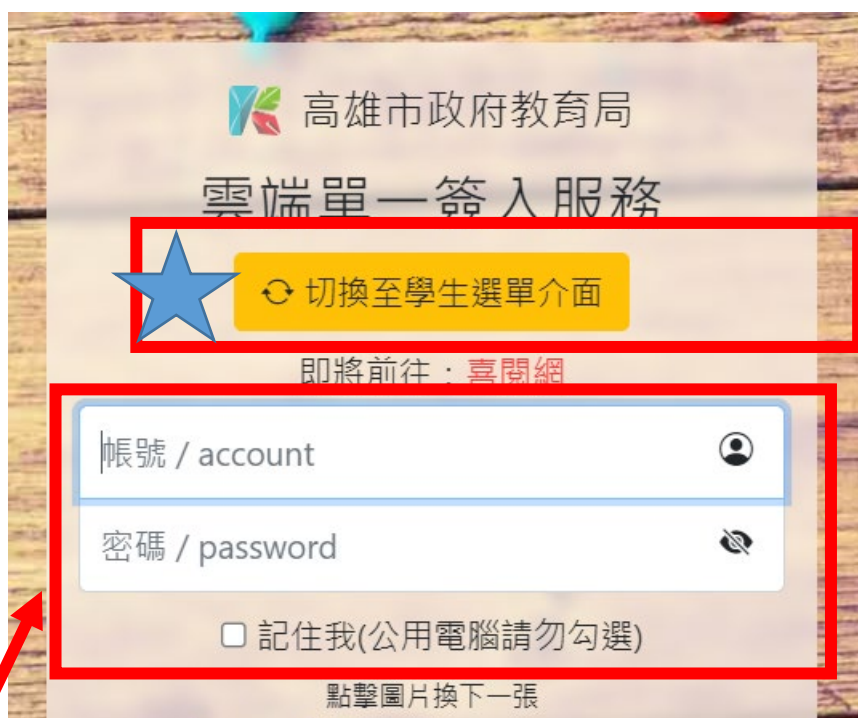 高雄市政府教育局
雲端單一簽入服務
切換至學生選單介面
即將前往：喜閱網
帳號 / account
密碼 / password
記住我(公用電腦請勿勾選)
點擊圖片換下一張